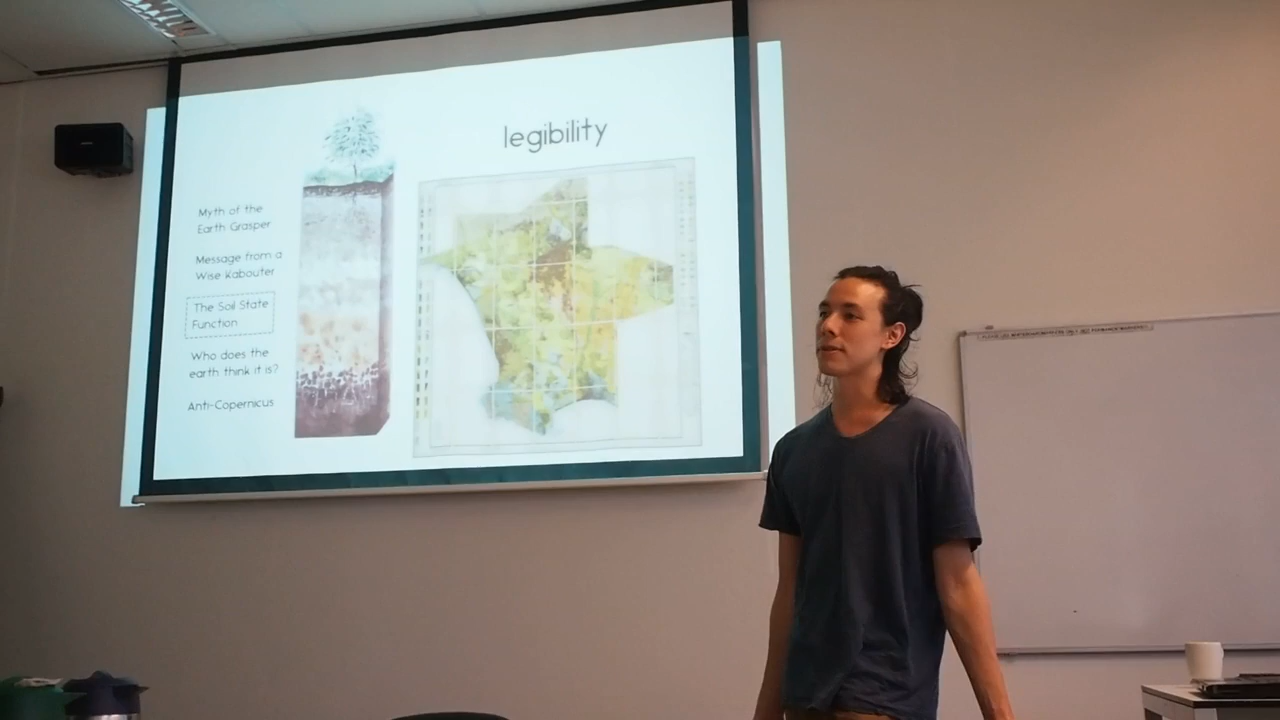 legibility
Myth of the
Earth Grasper
Message from a
Wise Kabouter
The Soil State
Function
Who does the
earth think it is?
Anti-Copernicus